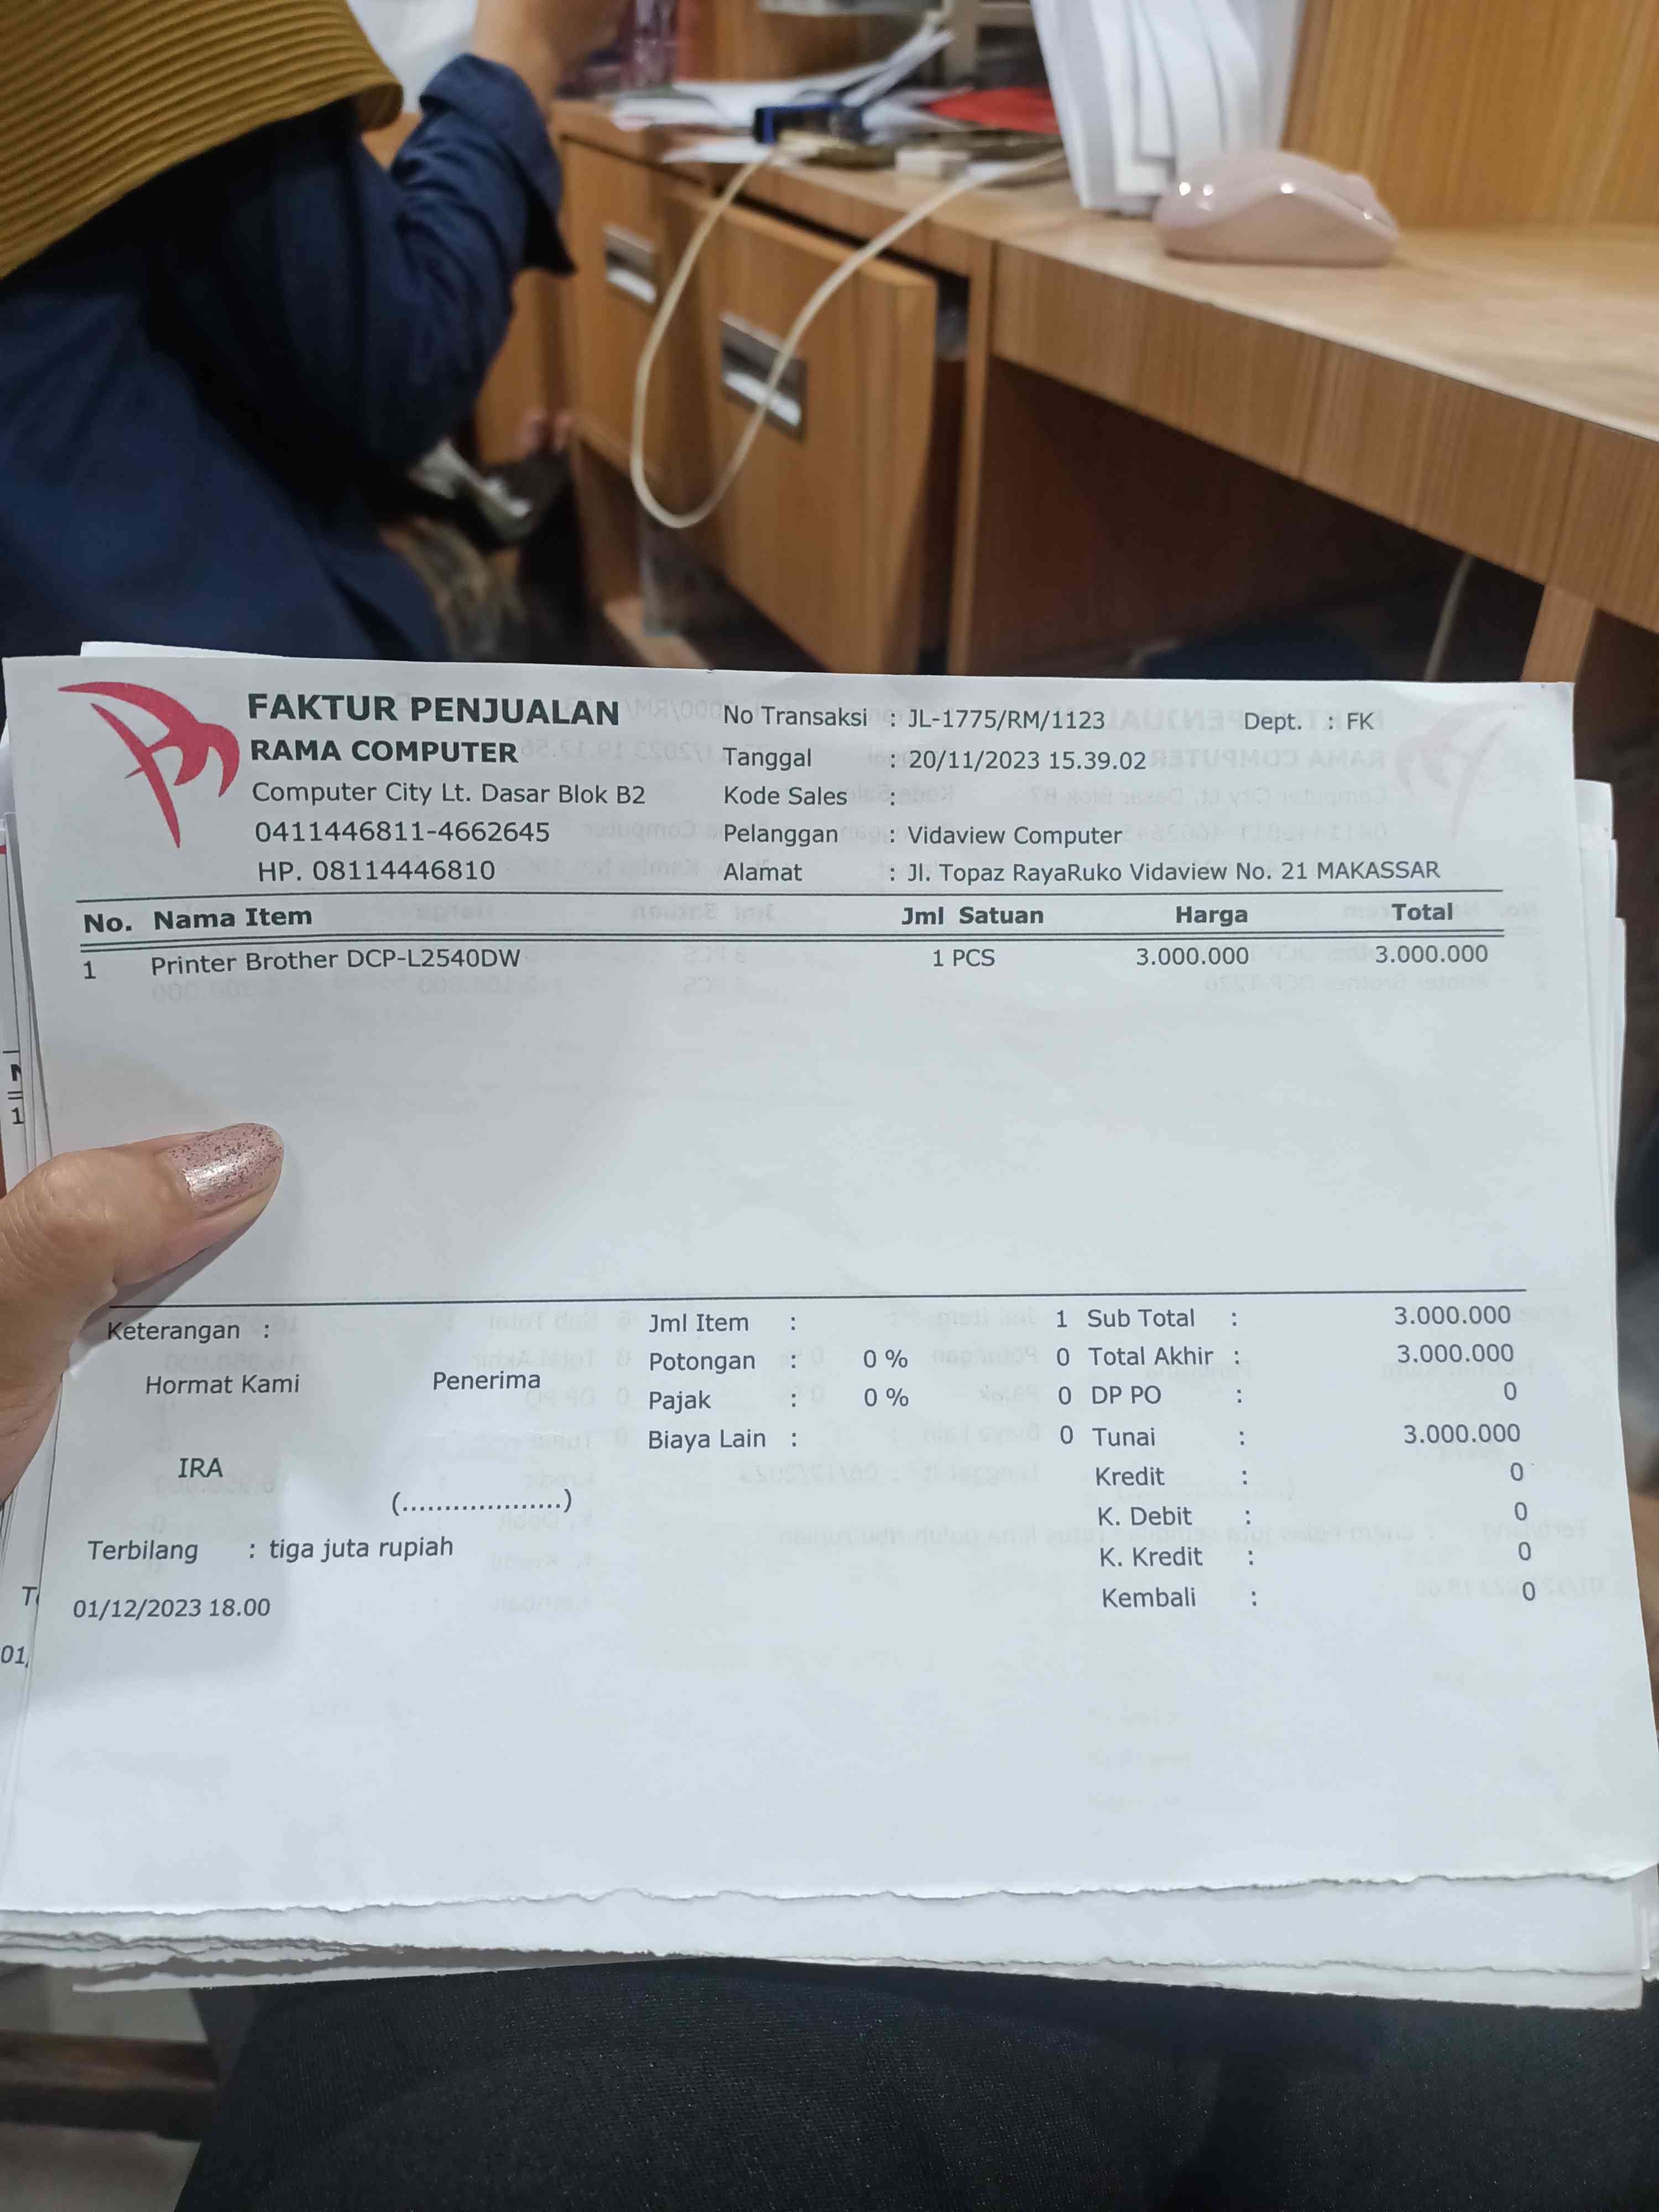 FAKTUR PENJUALAN
RAMA COMPUTER
Computer City Lt. Dasar Blok B2
0411446811-4662645
HP. 08114446810
No Transaksi : JL-1775/RM/1123 Dept. : FK
Tanggal : 20/11/2023 15.39.02
Kode Sales :
Pelanggan : Vidaview Computer
Alamat : Jl. Topaz RayaRuko Vidaview No. 21 MAKASSAR
No. Nama Item Jml Satuan Harga Total
1 Printer Brother DCP-L2540DW 1 PCS 3.000.000 3.000.000
Keterangan :
Hormat Kami Penerima
IRA
(...................)
Jml Item : 1
Potongan : 0 % 0
Pajak : 0 % 0
Biaya Lain : 0
Sub Total : 3.000.000
Total Akhir : 3.000.000
DP PO : 0
Tunai : 3.000.000
Kredit : 0
K. Debit : 0
K. Kredit : 0
Kembali : 0
Terbilang : tiga juta rupiah
01/12/2023 18.00